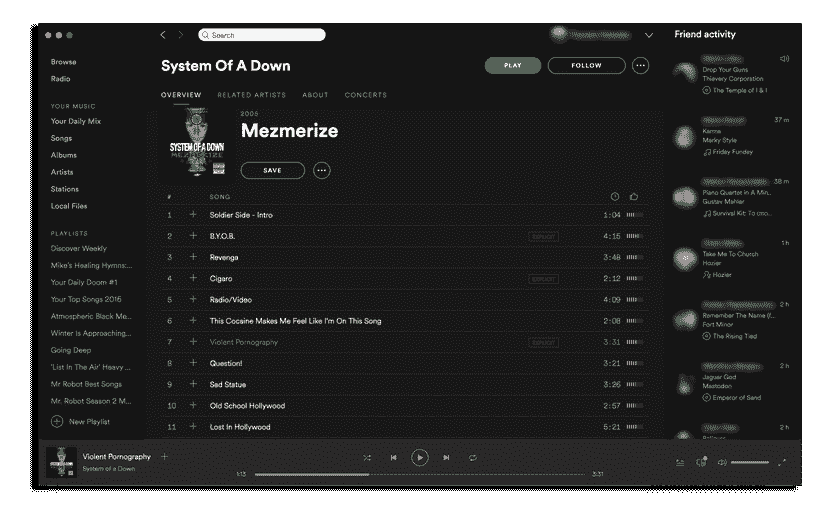 Search
Friend activity
Browse
Radio
YOUR MUSIC
Your Daily Mix
Songs
Albums
Artists
Stations
Local Files
PLAYLISTS
Discover Weekly
Mike's Healing Hymns:...
Your Daily Doom #1
Your Top Songs 2016
Atmospheric Black Me...
Winter Is Approaching...
Going Deep
'List In The Air' Heavy ...
Mr Robot Best Songs
Mr. Robot Season 2 M...
New Playlist
System Of A Down
PLAY
FOLLOW
OVERVIEW
RELATED ARTISTS
ABOUT
CONCERTS
SYSTEM OF A DOWN
MEZMERIZE
2005
Mezmerize
SAVE
# SONG
1 Soldier Side - Intro 1:04
2 B.Y.O.B. EXPLICIT 4:15
3 Revenga 3:48
4 Cigaro EXPLICIT 2:12
5 Radio/Video 4:09
6 This Cocaine Makes Me Feel Like I'm On This Song 2:08
7 Violent Pornography EXPLICIT 3:31
8 Question! 3:21
9 Sad Statue 3:26
10 Old School Hollywood 2:57
11 Lost In Hollywood 5:21
Drop Your Guns
Thievery Corporation
The Temple of I & I
37 m
Karma
Marky Style
Friday Funday
38 m
Piano Quartet in A Min...
Gustav Mahler
Survival Kit: To
1 h
Take Me To Church
Hozier
Hozier
2 h
Remember The Name (f...
Fort Minor
The Rising Tied
2 h
Jaguar God
Mastodon
Emperor of Sand
2 h
Violent Pornography
System of a Down
1:13
3:31